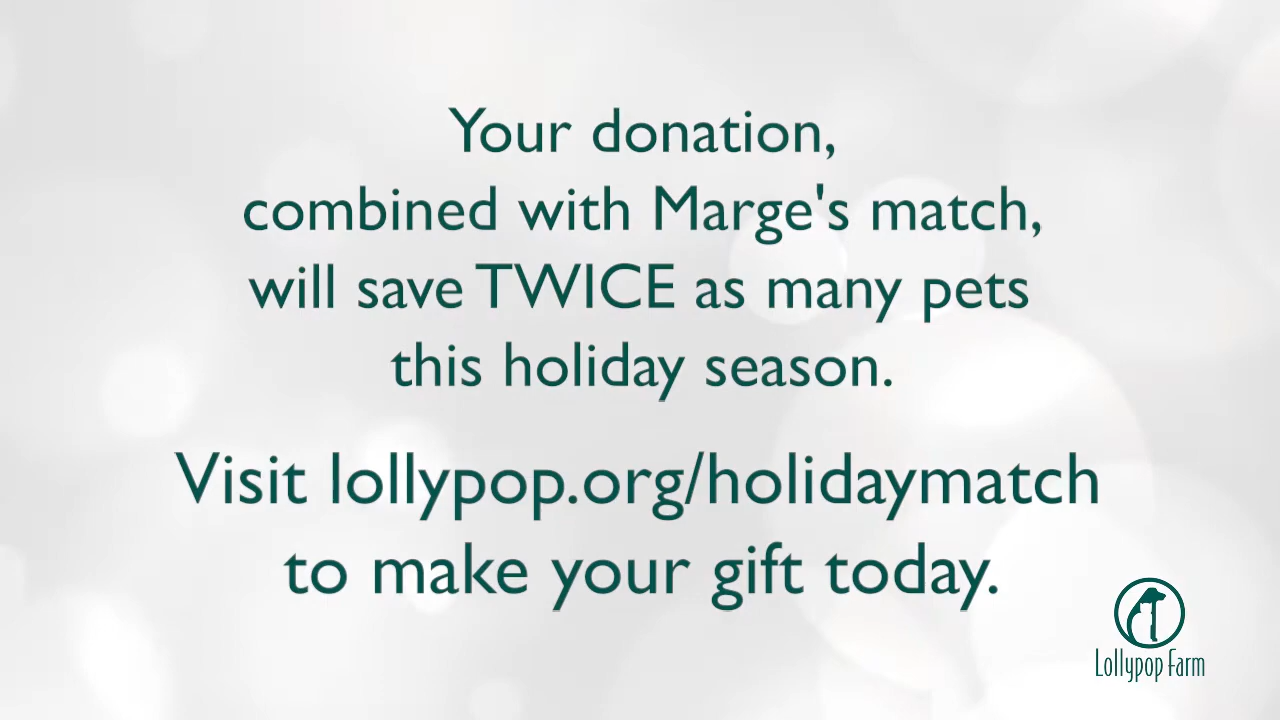 Your donation,
combined with Marge's match,
will save TWICE as many pets
this holiday season.
Visit lollypop.org/holidaymatch
to make your gift today.
Lollypop Farm